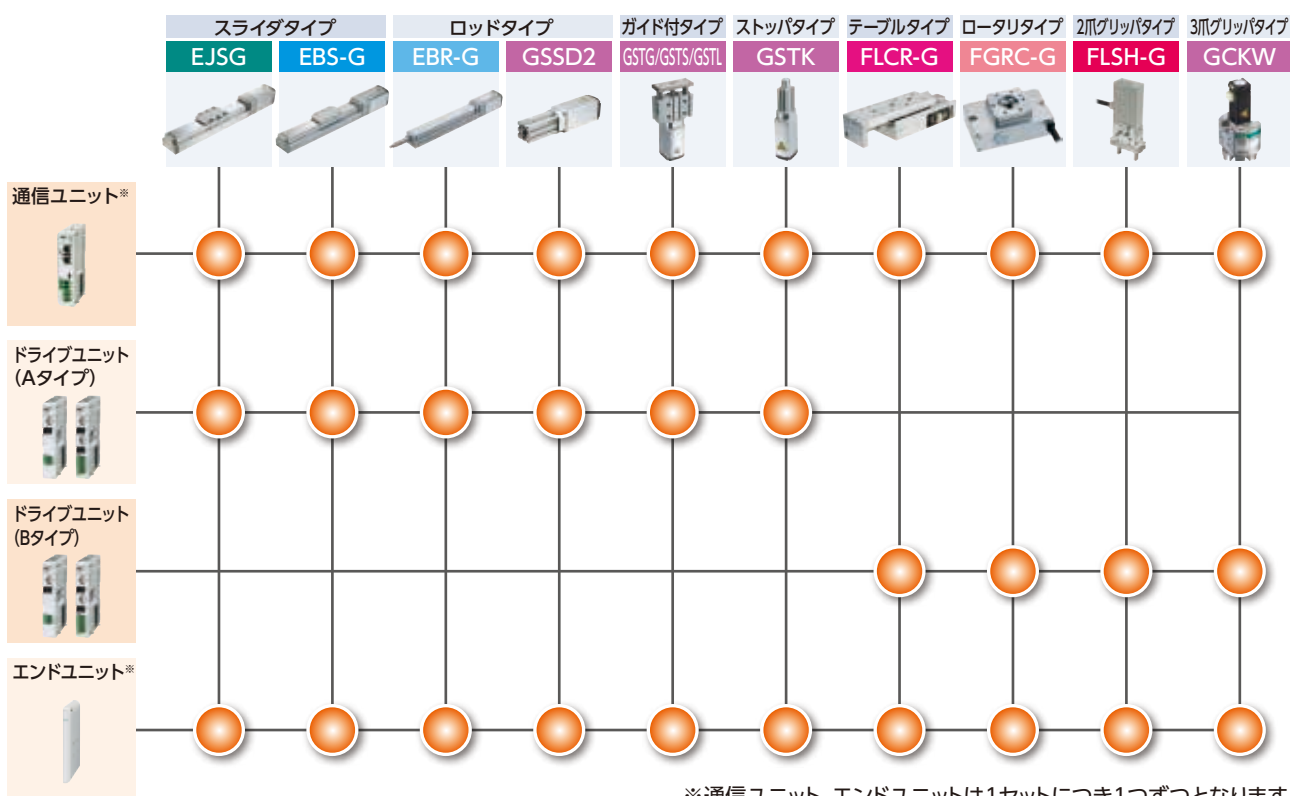 スライダタイプ ロッドタイプ ガイド付タイプ ストッパタイプ テーブルタイプ ロータリタイプ 2爪グリッパタイプ 3爪グリッパタイプ
EJSG EBS-G EBR-G GSSD2 GSTG/GSTS/GSTL GSTK FLCR-G FGRC-G FLSH-G GCKW
通信ユニット※
ドライブユニット
(Aタイプ)
ドライブユニット
(Bタイプ)
エンドユニット※
※通信ユニット、エンドユニットは1セットにつき1つずつとなります